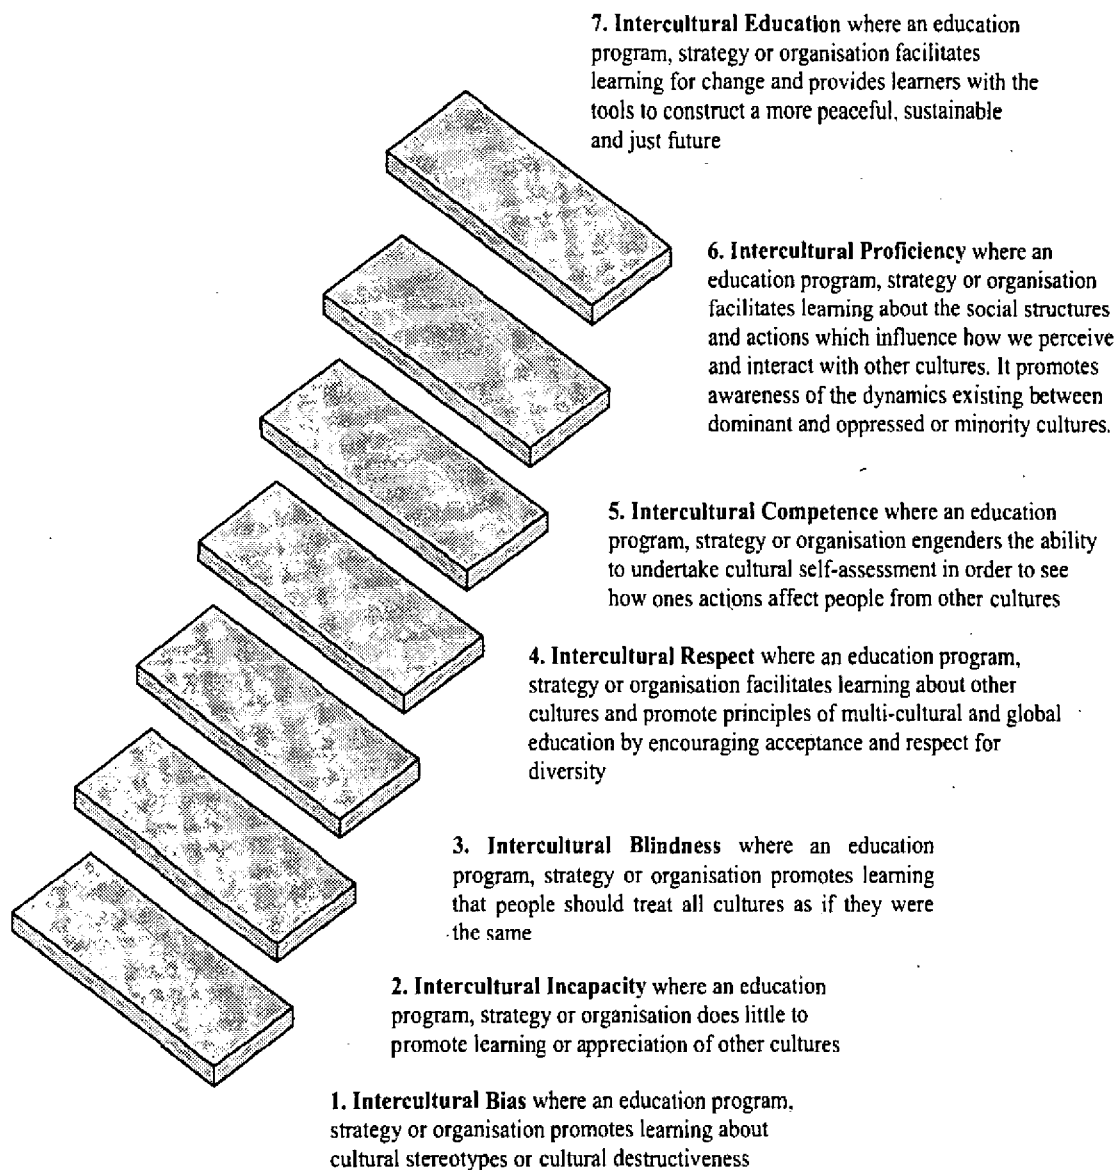 7. Intercultural Education where an education
program, strategy or organisation facilitates
learning for change and provides learners with the
tools to construct a more peaceful, sustainable
and just future
6. Intercultural Proficiency where an
education program, strategy or organisation
facilitates learning about the social structures
and actions which influence how we perceive
and interact with other cultures. It promotes
awareness of the dynamics existing between
dominant and oppressed or minority cultures.
5. Intercultural Competence where an education
program, strategy or organisation engenders the ability
to undertake cultural self-assessment in order to see
how ones actions affect people from other cultures
4. Intercultural Respect where an education program,
strategy or organisation facilitates learning about other
cultures and promote principles of multi-cultural and global
education by encouraging acceptance and respect for
diversity
3. Intercultural Blindness where an education
program, strategy or organisation promotes learning
that people should treat all cultures as if they were
the same
2. Intercultural Incapacity where an education
program, strategy or organisation does little to
promote learning or appreciation of other cultures
1. Intercultural Bias where an education program,
strategy or organisation promotes learning about
cultural stereotypes or cultural destructiveness